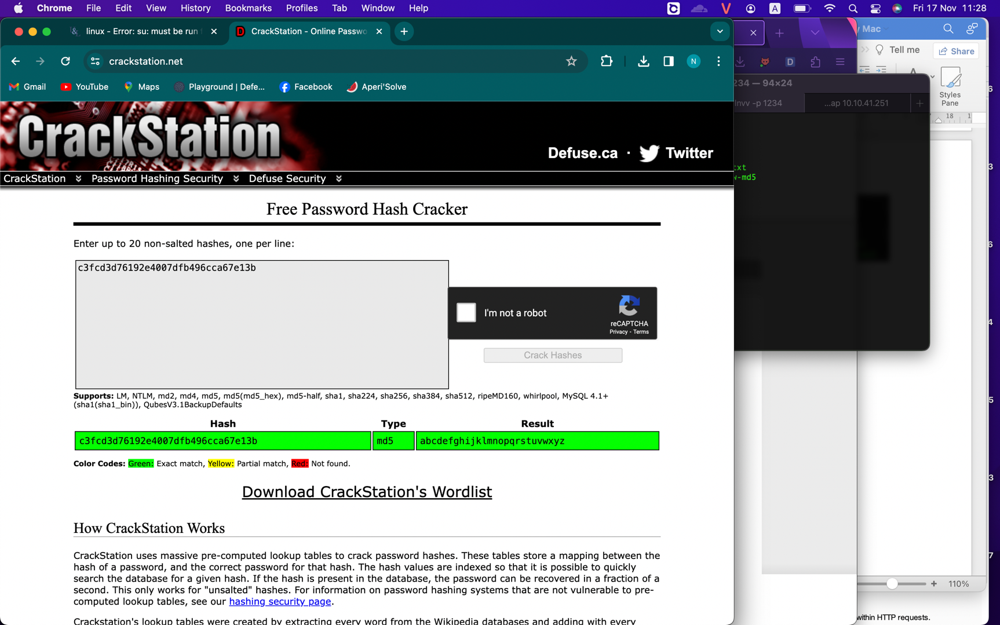 Chrome File Edit View History Bookmarks Profiles Tab Window Help A Fri 17 Nov 11:28
linux - Error: su: must be run
CrackStation - Online Passwo
crackstation.net
N
Gmail YouTube Maps Playground | Defe... Facebook Aperi'Solve
CrackStation
Defuse.ca · Twitter
CrackStation Password Hashing Security Defuse Security
Free Password Hash Cracker
Enter up to 20 non-salted hashes, one per line:
c3fcd3d76192e4007dfb496cca67e13b
I'm not a robot
reCAPTCHA
Privacy - Terms
Crack Hashes
Supports: LM, NTLM, md2, md4, md5, md5(md5_hex), md5-half, sha1, sha224, sha256, sha384, sha512, ripeMD160, whirlpool, MySQL 4.1+
(sha1(sha1_bin)), QubesV3.1BackupDefaults
Hash Type Result
c3fcd3d76192e4007dfb496cca67e13b md5 abcdefghijklmnopqrstuvwxyz
Color Codes: Green: Exact match, Yellow: Partial match, Red: Not found.
Download CrackStation's Wordlist
How CrackStation Works
CrackStation uses massive pre-computed lookup tables to crack password hashes. These tables store a mapping between the
hash of a password, and the correct password for that hash. The hash values are indexed so that it is possible to quickly
search the database for a given hash. If the hash is present in the database, the password can be recovered in a fraction of a
second. This only works for "unsalted" hashes. For information on password hashing systems that are not vulnerable to pre-
computed lookup tables, see our hashing security page.
Crackstation's lookup tables were created by extracting every word from the Wikipedia databases and adding with every
Mac
Tell me
Share
D
234 — 94×24
lnvv -p 1234
...ap 10.10.41.251
Styles
Pane
18
txt
w-md5
110%
within HTTP requests.